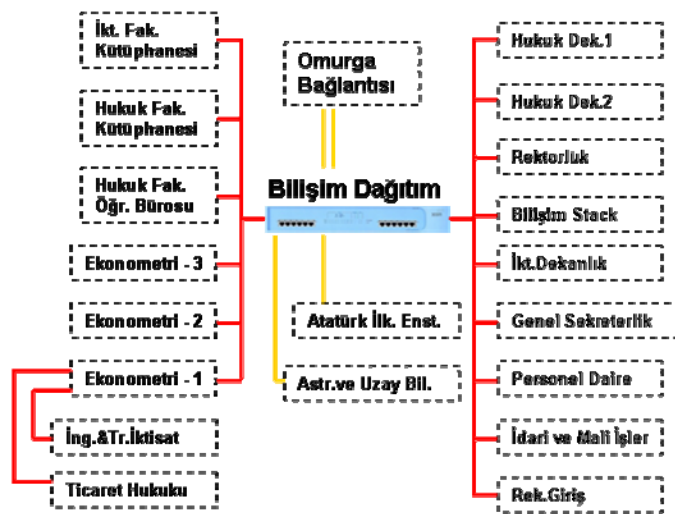 İkt. Fak.
Kütüphanesi
Hukuk Fak.
Kütüphanesi
Hukuk Fak.
Öğr. Bürosu
Ekonometri - 3
Ekonometri - 2
Ekonometri - 1
İng.&Tr.İktisat
Ticaret Hukuku
Omurga
Bağlantısı
Bilişim Dağıtım
Atatürk İlk. Enst.
Astr.ve Uzay Bil.
Hukuk Dek.1
Hukuk Dek.2
Rektorluk
Bilişim Stack
İkt.Dekanlık
Genel Sekreterlik
Personel Daire
İdari ve Mali İşler
Rek.Giriş